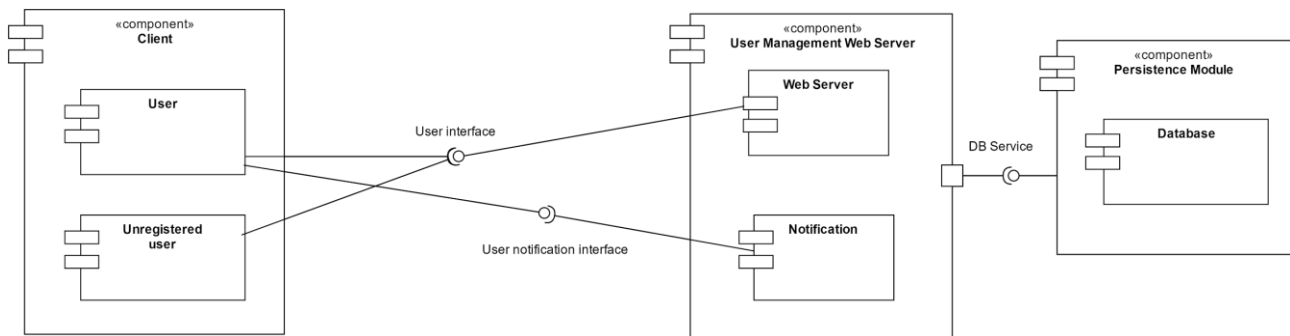 «component»
Client
User
Unregistered
user
User interface
User notification interface
«component»
User Management Web Server
Web Server
Notification
DB Service
«component»
Persistence Module
Database